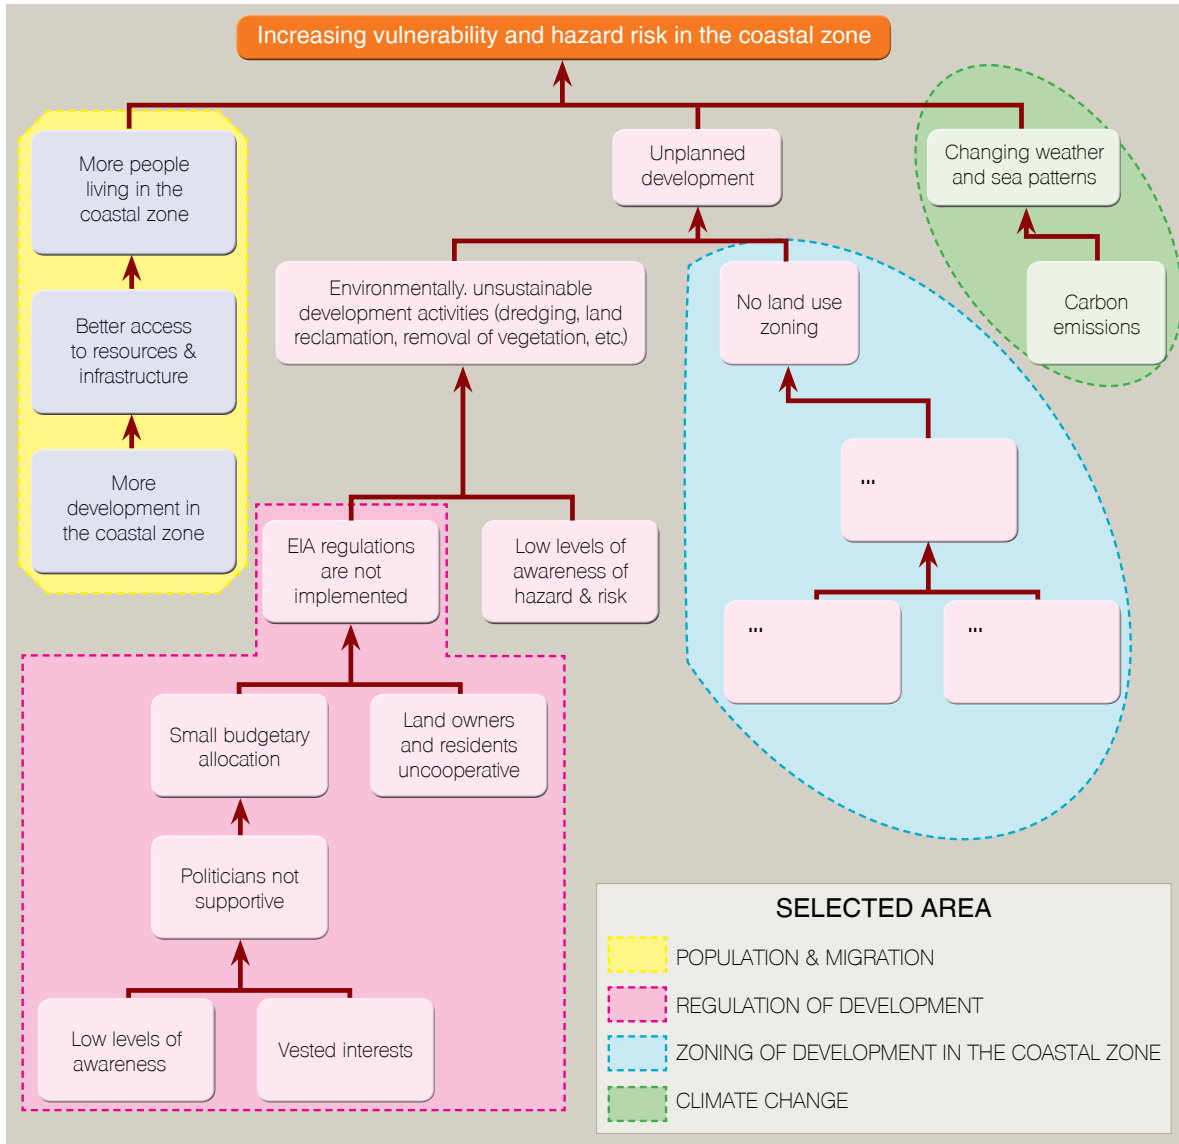 Increasing vulnerability and hazard risk in the coastal zone
More people
living in the
coastal zone
Unplanned
development
Changing weather
and sea patterns
Better access
to resources &
infrastructure
Environmentally. unsustainable
development activities (dredging, land
reclamation, removal of vegetation, etc.)
No land use
zoning
Carbon
emissions
More
development in
the coastal zone
...
EIA regulations
are not
implemented
Low levels of
awareness of
hazard & risk
...
...
Small budgetary
allocation
Land owners
and residents
uncooperative
Politicians not
supportive
Low levels of
awareness
Vested interests
SELECTED AREA
POPULATION & MIGRATION
REGULATION OF DEVELOPMENT
ZONING OF DEVELOPMENT IN THE COASTAL ZONE
CLIMATE CHANGE